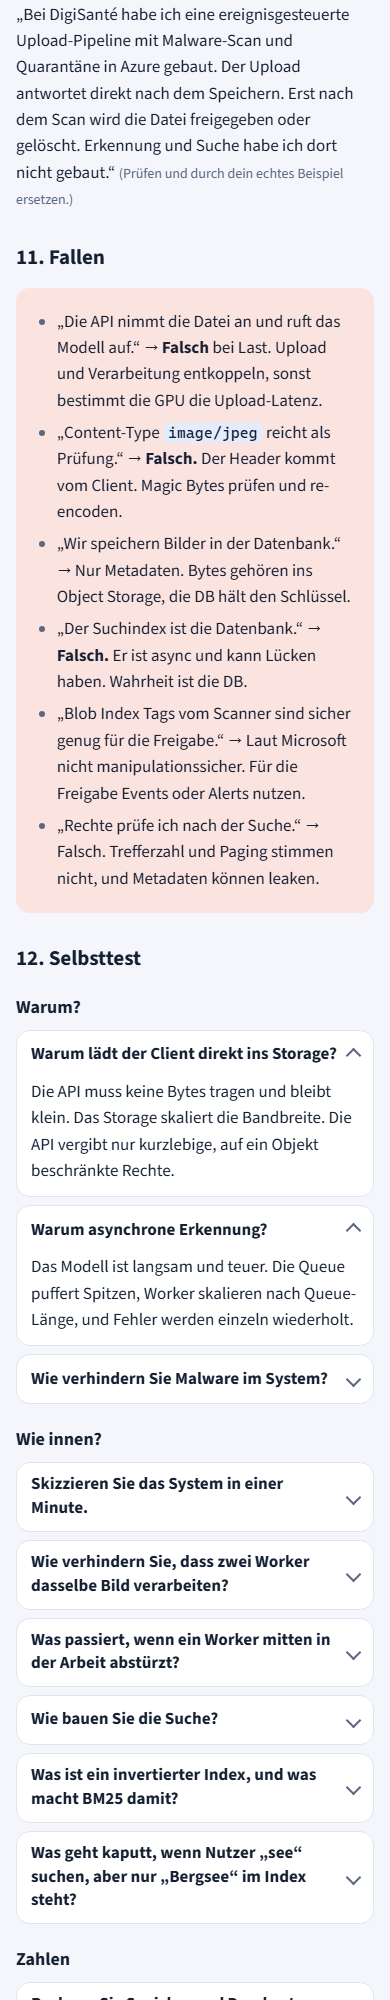 „Bei DigiSanté habe ich eine ereignisgesteuerte
Upload-Pipeline mit Malware-Scan und
Quarantäne in Azure gebaut. Der Upload
antwortet direkt nach dem Speichern. Erst nach
dem Scan wird die Datei freigegeben oder
gelöscht. Erkennung und Suche habe ich dort
nicht gebaut.“ (Prüfen und durch dein echtes Beispiel
ersetzen.)
11. Fallen
„Die API nimmt die Datei an und ruft das
Modell auf.“ → Falsch bei Last. Upload
und Verarbeitung entkoppeln, sonst
bestimmt die GPU die Upload-Latenz.
„Content-Type image/jpeg reicht als
Prüfung.“ → Falsch. Der Header kommt
vom Client. Magic Bytes prüfen und re-
encoden.
„Wir speichern Bilder in der Datenbank.“
→ Nur Metadaten. Bytes gehören ins
Object Storage, die DB hält den Schlüssel.
„Der Suchindex ist die Datenbank.“ →
Falsch. Er ist async und kann Lücken
haben. Wahrheit ist die DB.
„Blob Index Tags vom Scanner sind sicher
genug für die Freigabe.“ → Laut Microsoft
nicht manipulationssicher. Für die
Freigabe Events oder Alerts nutzen.
„Rechte prüfe ich nach der Suche.“ →
Falsch. Trefferzahl und Paging stimmen
nicht, und Metadaten können leaken.
12. Selbsttest
Warum?
Warum lädt der Client direkt ins Storage?
Die API muss keine Bytes tragen und bleibt
klein. Das Storage skaliert die Bandbreite. Die
API vergibt nur kurzlebige, auf ein Objekt
beschränkte Rechte.
Warum asynchrone Erkennung?
Das Modell ist langsam und teuer. Die Queue
puffert Spitzen, Worker skalieren nach Queue-
Länge, und Fehler werden einzeln wiederholt.
Wie verhindern Sie Malware im System?
Wie innen?
Skizzieren Sie das System in einer
Minute.
Wie verhindern Sie, dass zwei Worker
dasselbe Bild verarbeiten?
Was passiert, wenn ein Worker mitten in
der Arbeit abstürzt?
Wie bauen Sie die Suche?
Was ist ein invertierter Index, und was
macht BM25 damit?
Was geht kaputt, wenn Nutzer „see“
suchen, aber nur „Bergsee“ im Index
steht?
Zahlen